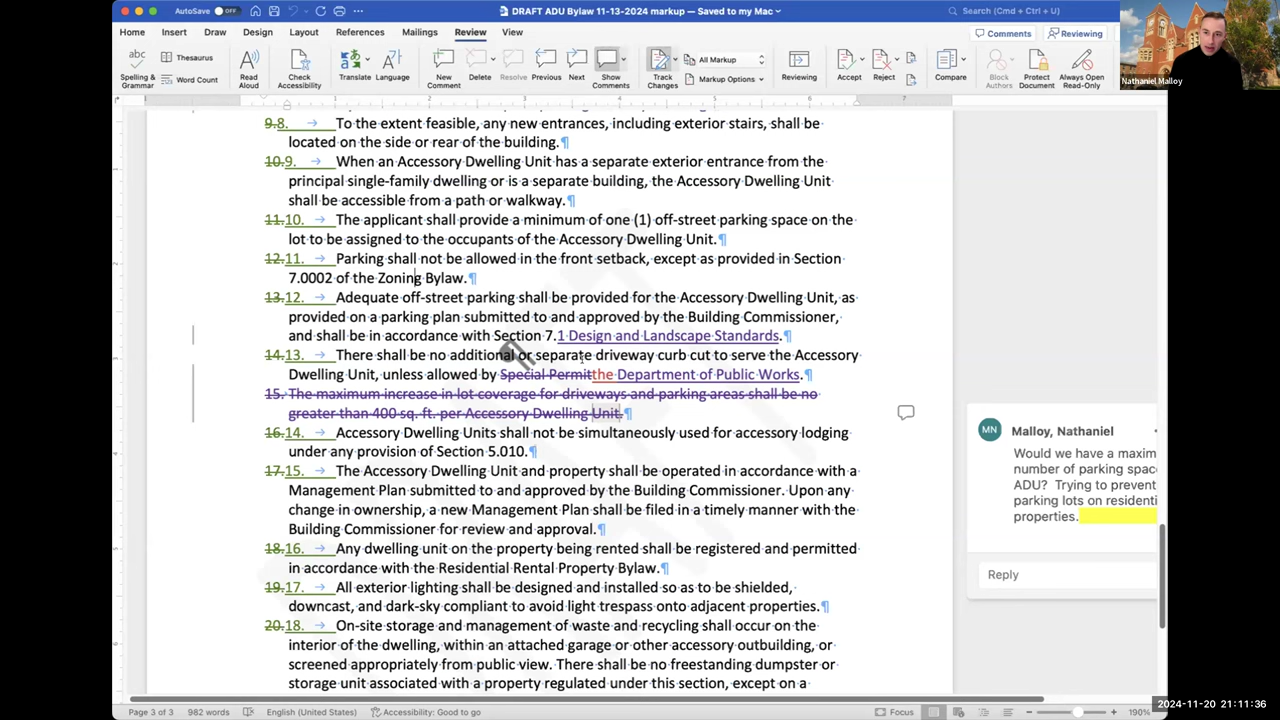 AutoSave OFF DRAFT ADU Bylaw 11-13-2024 markup — Saved to my Mac Search (Cmd + Ctrl + U)
Home Insert Draw Design Layout References Mailings Review View Comments Reviewing
Spelling & Grammar Thesaurus Word Count Read Aloud Check Accessibility Translate Language New Comment Delete Resolve Previous Next Show Comments Track Changes All Markup Markup Options Reviewing Accept Reject Compare Block Authors Protect Document Always Open Read-Only
Nathaniel Malloy
9.8. To the extent feasible, any new entrances, including exterior stairs, shall be
located on the side or rear of the building.¶
10.9. When an Accessory Dwelling Unit has a separate exterior entrance from the
principal single-family dwelling or is a separate building, the Accessory Dwelling Unit
shall be accessible from a path or walkway.¶
11.10. The applicant shall provide a minimum of one (1) off-street parking space on the
lot to be assigned to the occupants of the Accessory Dwelling Unit.¶
12.11. Parking shall not be allowed in the front setback, except as provided in Section
7.0002 of the Zoning Bylaw.¶
13.12. Adequate off-street parking shall be provided for the Accessory Dwelling Unit, as
provided on a parking plan submitted to and approved by the Building Commissioner,
and shall be in accordance with Section 7.1 Design and Landscape Standards.¶
14.13. There shall be no additional or separate driveway curb cut to serve the Accessory
Dwelling Unit, unless allowed by Special Permitthe Department of Public Works.¶
15. The maximum increase in lot coverage for driveways and parking areas shall be no
greater than 400 sq. ft. per Accessory Dwelling Unit.¶
16.14. Accessory Dwelling Units shall not be simultaneously used for accessory lodging
under any provision of Section 5.010.¶
17.15. The Accessory Dwelling Unit and property shall be operated in accordance with a
Management Plan submitted to and approved by the Building Commissioner. Upon any
change in ownership, a new Management Plan shall be filed in a timely manner with the
Building Commissioner for review and approval.¶
18.16. Any dwelling unit on the property being rented shall be registered and permitted
in accordance with the Residential Rental Property Bylaw.¶
19.17. All exterior lighting shall be designed and installed so as to be shielded,
downcast, and dark-sky compliant to avoid light trespass onto adjacent properties.¶
20.18. On-site storage and management of waste and recycling shall occur on the
interior of the dwelling, within an attached garage or other accessory outbuilding, or
screened appropriately from public view. There shall be no freestanding dumpster or
storage unit associated with a property regulated under this section, except on a
MN Malloy, Nathaniel
Would we have a maxim
number of parking spac
ADU? Trying to prevent
parking lots on residenti
properties.
Reply
Page 3 of 3 982 words English (United States) Accessibility: Good to go Focus 190%
2024-11-20 21:11:36